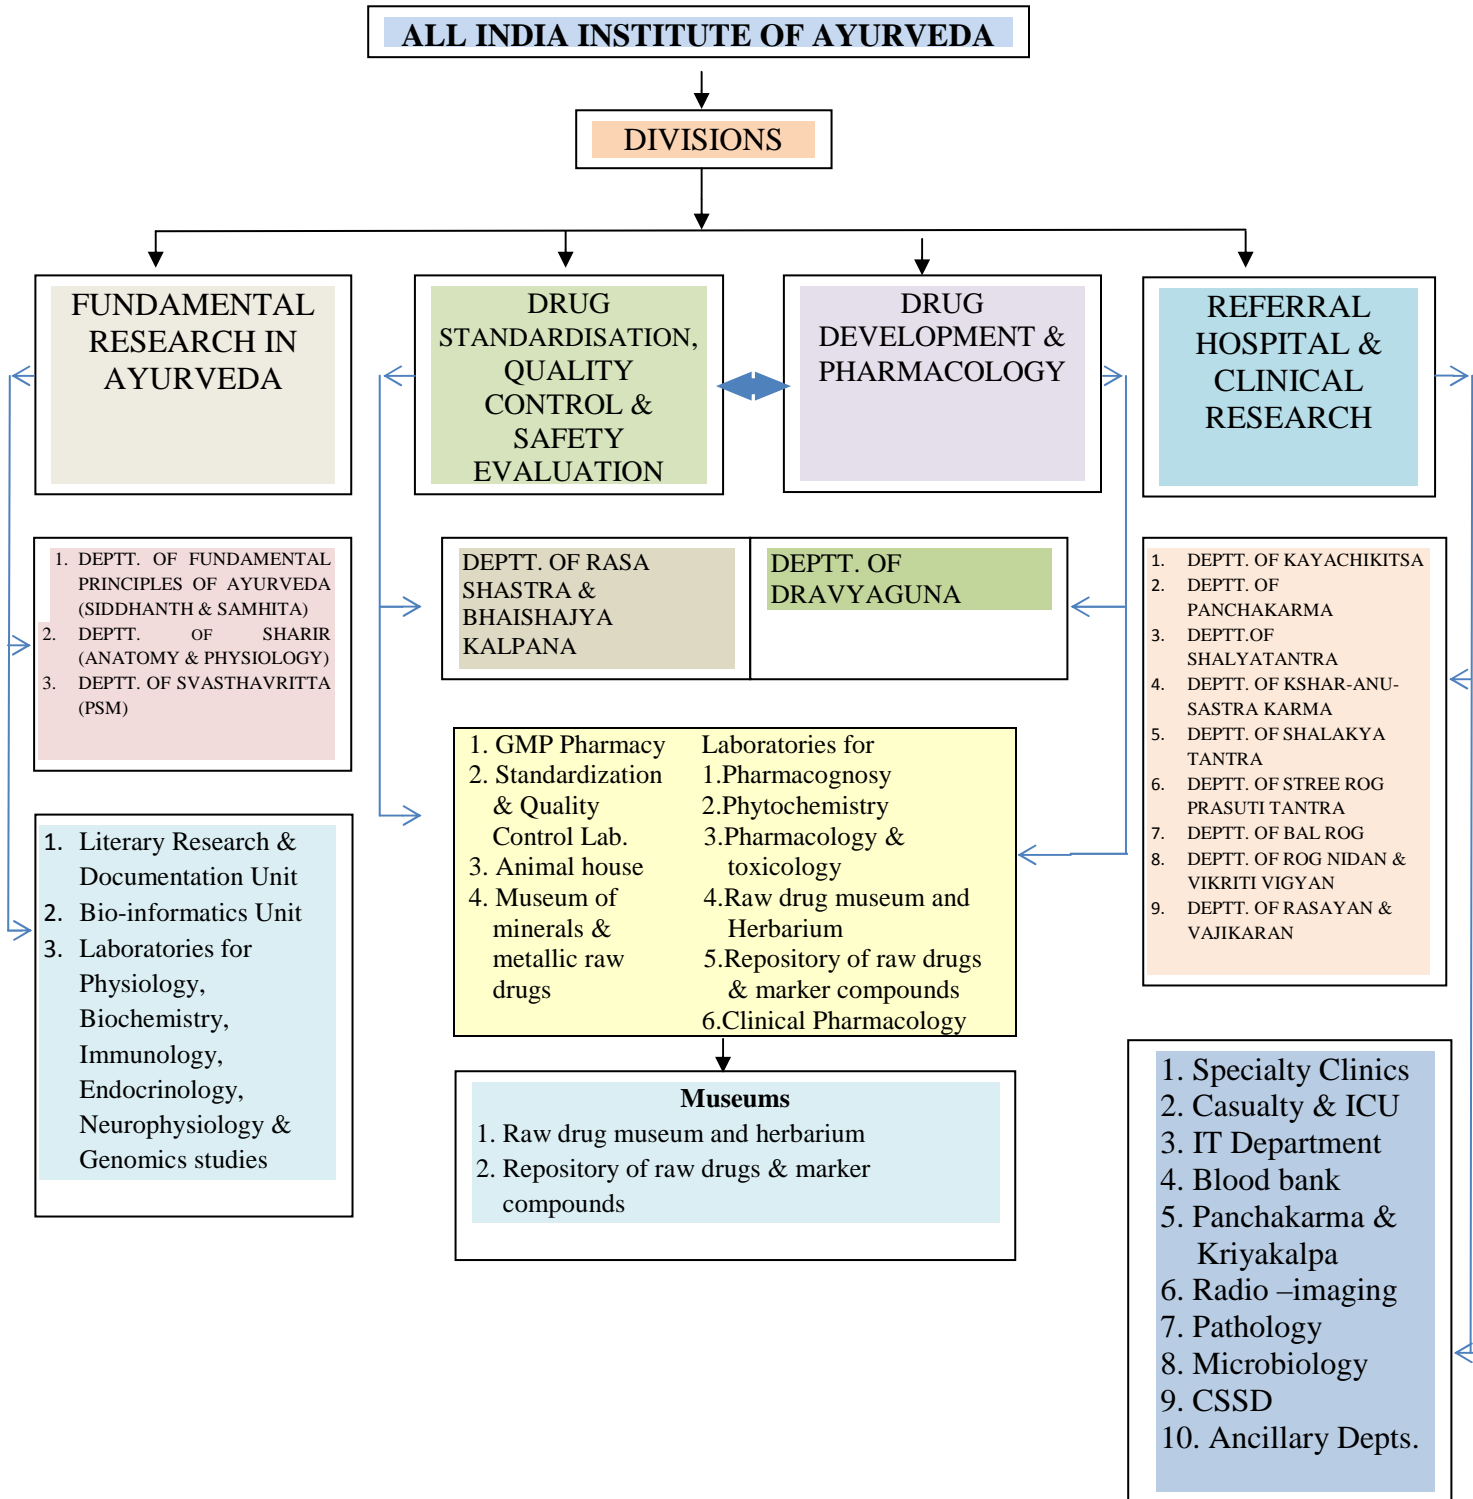 ALL INDIA INSTITUTE OF AYURVEDA
DIVISIONS
FUNDAMENTAL
RESEARCH IN
AYURVEDA
DRUG
STANDARDISATION,
QUALITY
CONTROL &
SAFETY
EVALUATION
DRUG
DEVELOPMENT &
PHARMACOLOGY
REFERRAL
HOSPITAL &
CLINICAL
RESEARCH
1. DEPTT. OF FUNDAMENTAL
PRINCIPLES OF AYURVEDA
(SIDDHANTH & SAMHITA)
2. DEPTT. OF SHARIR
(ANATOMY & PHYSIOLOGY)
3. DEPTT. OF SVASTHAVRITTA
(PSM)
DEPTT. OF RASA
SHASTRA &
BHAISHAJYA
KALPANA
DEPTT. OF
DRAVYAGUNA
1. DEPTT. OF KAYACHIKITSA
2. DEPTT. OF
PANCHAKARMA
3. DEPTT.OF
SHALYATANTRA
4. DEPTT. OF KSHAR-ANU-
SASTRA KARMA
5. DEPTT. OF SHALAKYA
TANTRA
6. DEPTT. OF STREE ROG
PRASUTI TANTRA
7. DEPTT. OF BAL ROG
8. DEPTT. OF ROG NIDAN &
VIKRITI VIGYAN
9. DEPTT. OF RASAYAN &
VAJIKARAN
1. Literary Research &
Documentation Unit
2. Bio-informatics Unit
3. Laboratories for
Physiology,
Biochemistry,
Immunology,
Endocrinology,
Neurophysiology &
Genomics studies
1. GMP Pharmacy
2. Standardization
& Quality
Control Lab.
3. Animal house
4. Museum of
minerals &
metallic raw
drugs
Laboratories for
1.Pharmacognosy
2.Phytochemistry
3.Pharmacology &
toxicology
4.Raw drug museum and
Herbarium
5.Repository of raw drugs
& marker compounds
6.Clinical Pharmacology
Museums
1. Raw drug museum and herbarium
2. Repository of raw drugs & marker
compounds
1. Specialty Clinics
2. Casualty & ICU
3. IT Department
4. Blood bank
5. Panchakarma &
Kriyakalpa
6. Radio –imaging
7. Pathology
8. Microbiology
9. CSSD
10. Ancillary Depts.